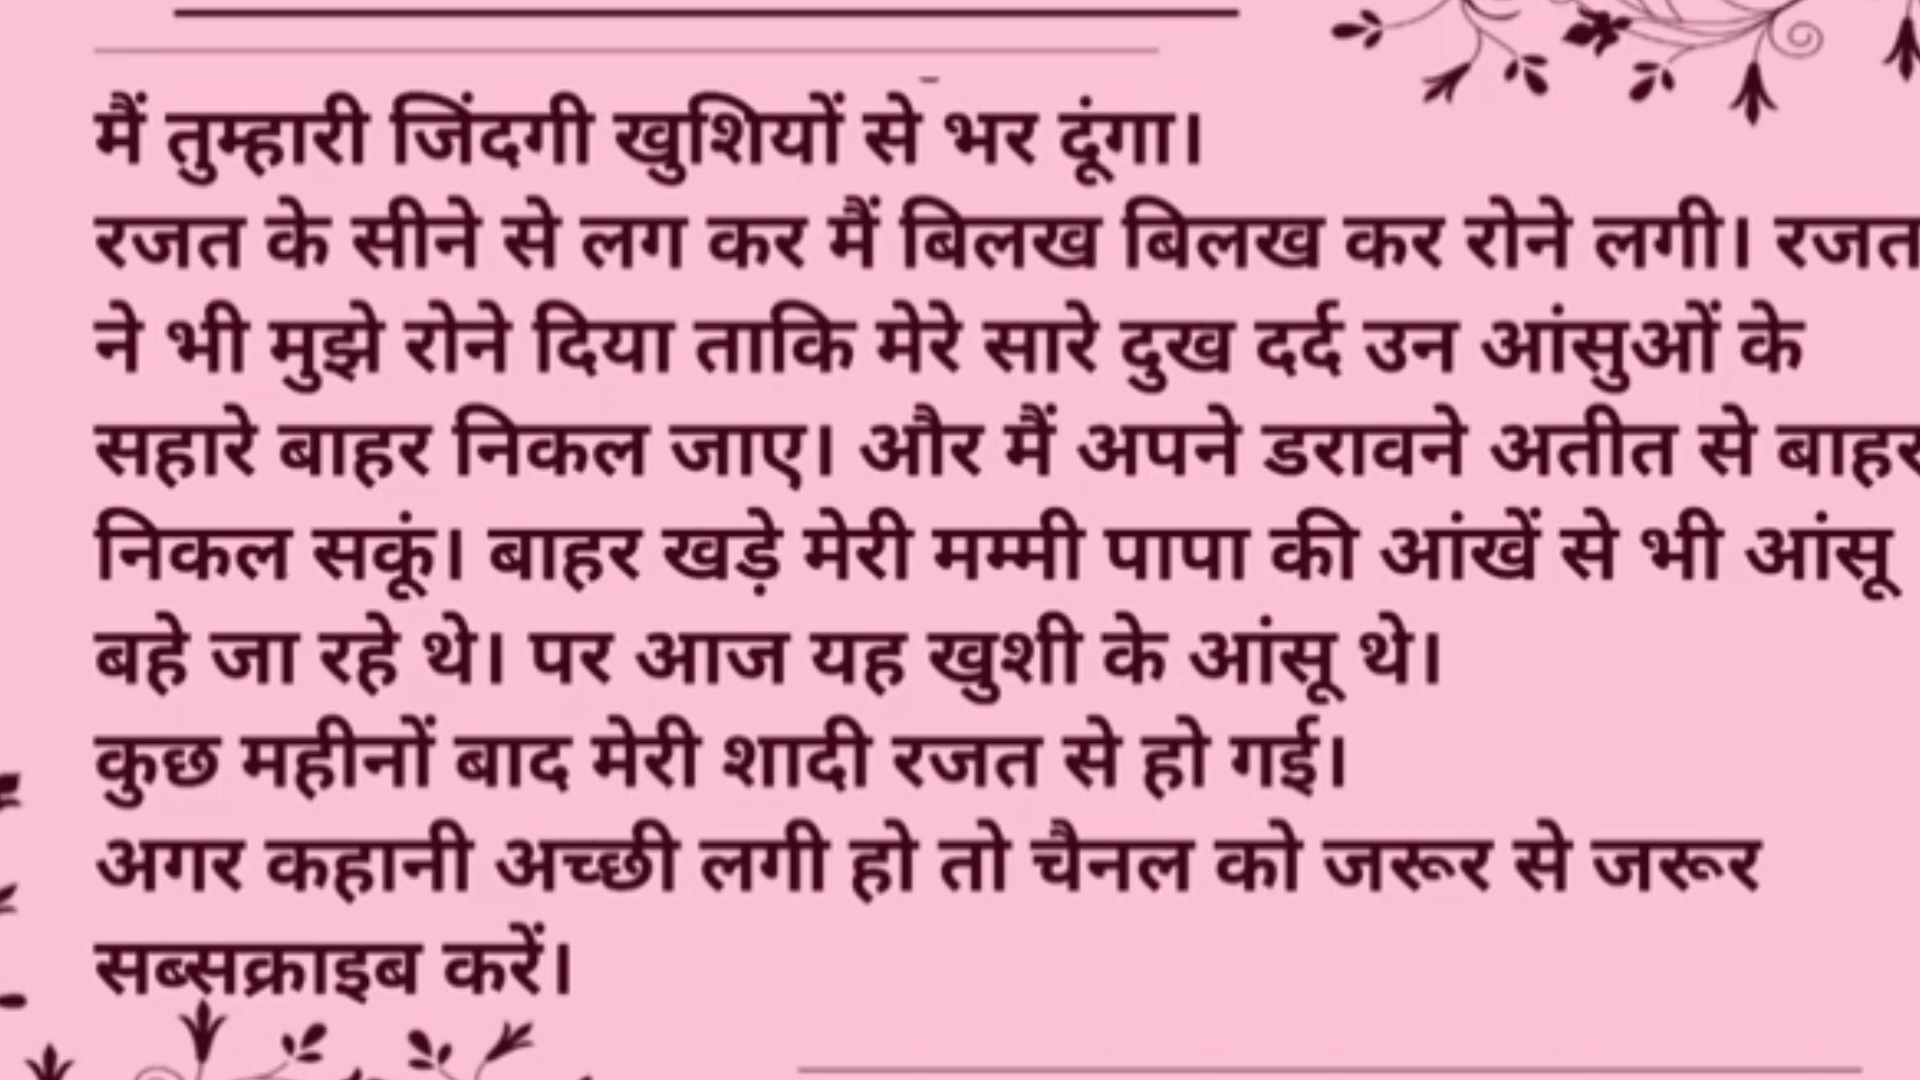 मैं तुम्हारी जिंदगी खुशियों से भर दूंगा।
रजत के सीने से लग कर मैं बिलख बिलख कर रोने लगी। रजत
ने भी मुझे रोने दिया ताकि मेरे सारे दुख दर्द उन आंसुओं के
सहारे बाहर निकल जाए। और मैं अपने डरावने अतीत से बाहर
निकल सकूं। बाहर खड़े मेरी मम्मी पापा की आंखें से भी आंसू
बहे जा रहे थे। पर आज यह खुशी के आंसू थे।
कुछ महीनों बाद मेरी शादी रजत से हो गई।
अगर कहानी अच्छी लगी हो तो चैनल को जरूर से जरूर
सब्सक्राइब करें।